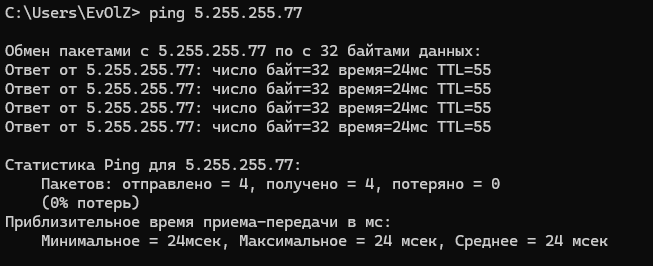 C:\Users\EvOlZ> ping 5.255.255.77
Обмен пакетами с 5.255.255.77 по с 32 байтами данных:
Ответ от 5.255.255.77: число байт=32 время=24мс TTL=55
Ответ от 5.255.255.77: число байт=32 время=24мс TTL=55
Ответ от 5.255.255.77: число байт=32 время=24мс TTL=55
Ответ от 5.255.255.77: число байт=32 время=24мс TTL=55
Статистика Ping для 5.255.255.77:
Пакетов: отправлено = 4, получено = 4, потеряно = 0
(0% потерь)
Приблизительное время приема-передачи в мс:
Минимальное = 24мсек, Максимальное = 24 мсек, Среднее = 24 мсек